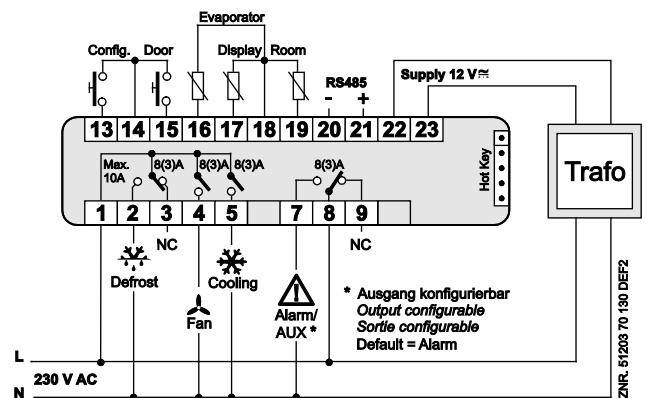 Evaporator
Config. Door Display Room
RS485
- +
Supply 12 V≂
13 14 15 16 17 18 19 20 21 22 23
Max.
10A
8(3)A 8(3)A 8(3)A 8(3)A
Hot Key
Trafo
1 2 3 4 5 7 8 9
NC NC
Defrost
Fan
Cooling
Alarm/
AUX *
* Ausgang konfigurierbar
Output configurable
Sortie configurable
Default = Alarm
L
230 V AC
N
ZNR. 51203 70 130 DEF2